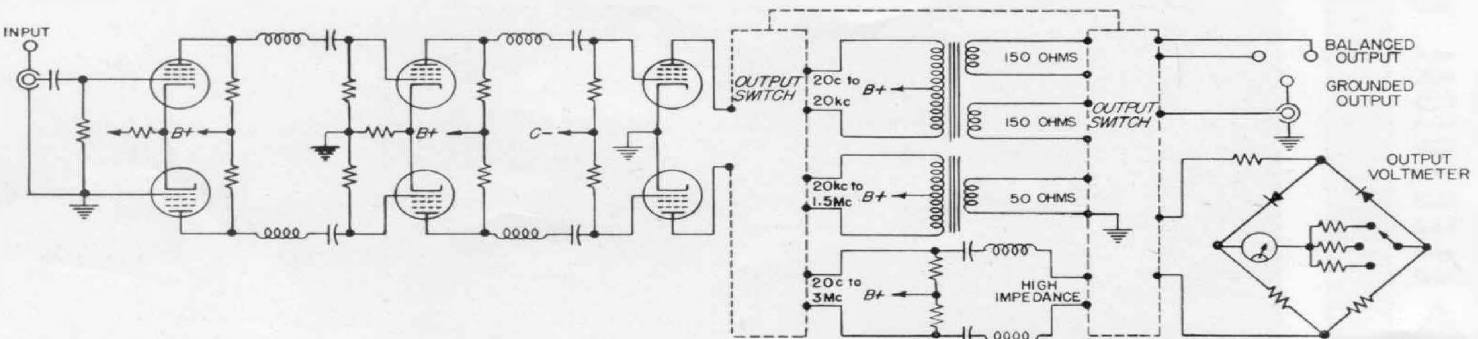 INPUT
B+
B+
C-
OUTPUT
SWITCH
20c to
20kc
B+
150 OHMS
150 OHMS
20kc to
1.5Mc
B+
50 OHMS
20c to
3Mc
B+
HIGH
IMPEDANCE
OUTPUT
SWITCH
BALANCED
OUTPUT
GROUNDED
OUTPUT
OUTPUT
VOLTMETER